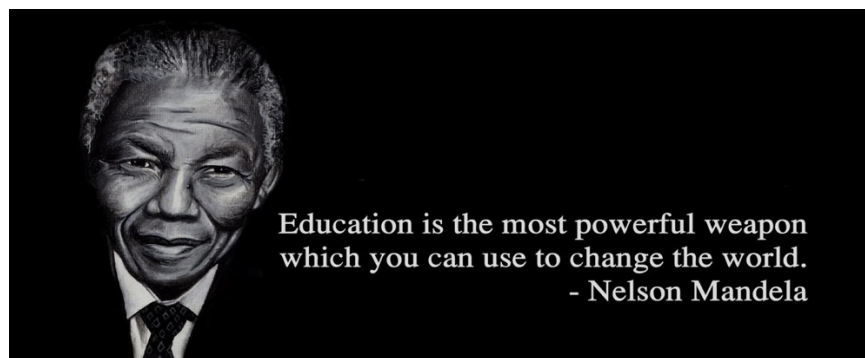 Education is the most powerful weapon
which you can use to change the world.
- Nelson Mandela